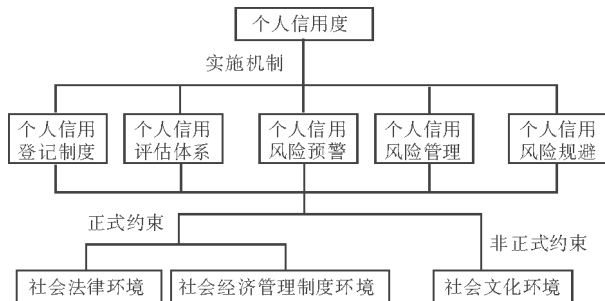 个人信用度
实施机制
个人信用 个人信用 个人信用 个人信用 个人信用
登记制度 评估体系 风险预警 风险管理 风险规避
正式约束
非正式约束
社会法律环境 社会经济管理制度环境 社会文化环境